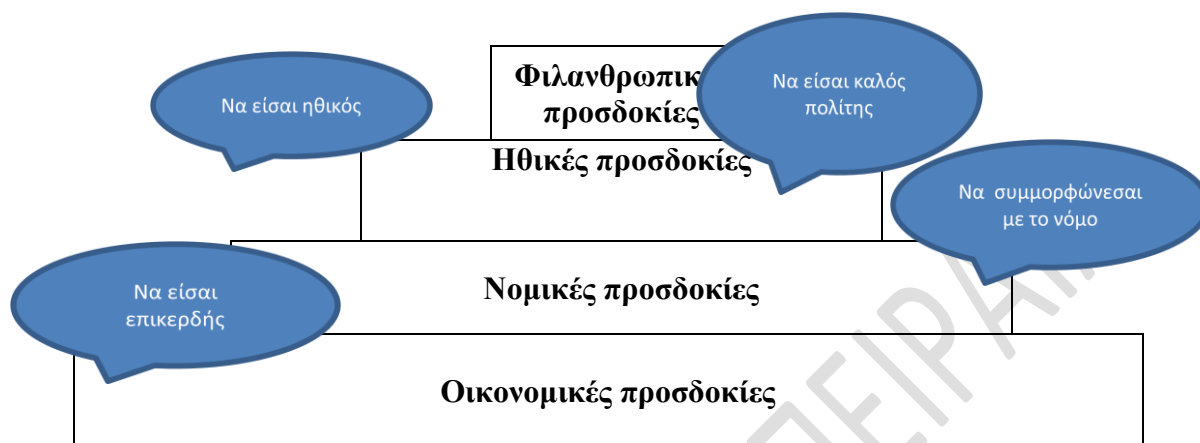 Φιλανθρωπικ
προσδοκίες
Να είσαι καλός
πολίτης
Να είσαι ηθικός
Ηθικές προσδοκίες
Να συμμορφώνεσαι
με το νόμο
Νομικές προσδοκίες
Να είσαι
επικερδής
Οικονομικές προσδοκίες
ΠΕΙΡΑΙ